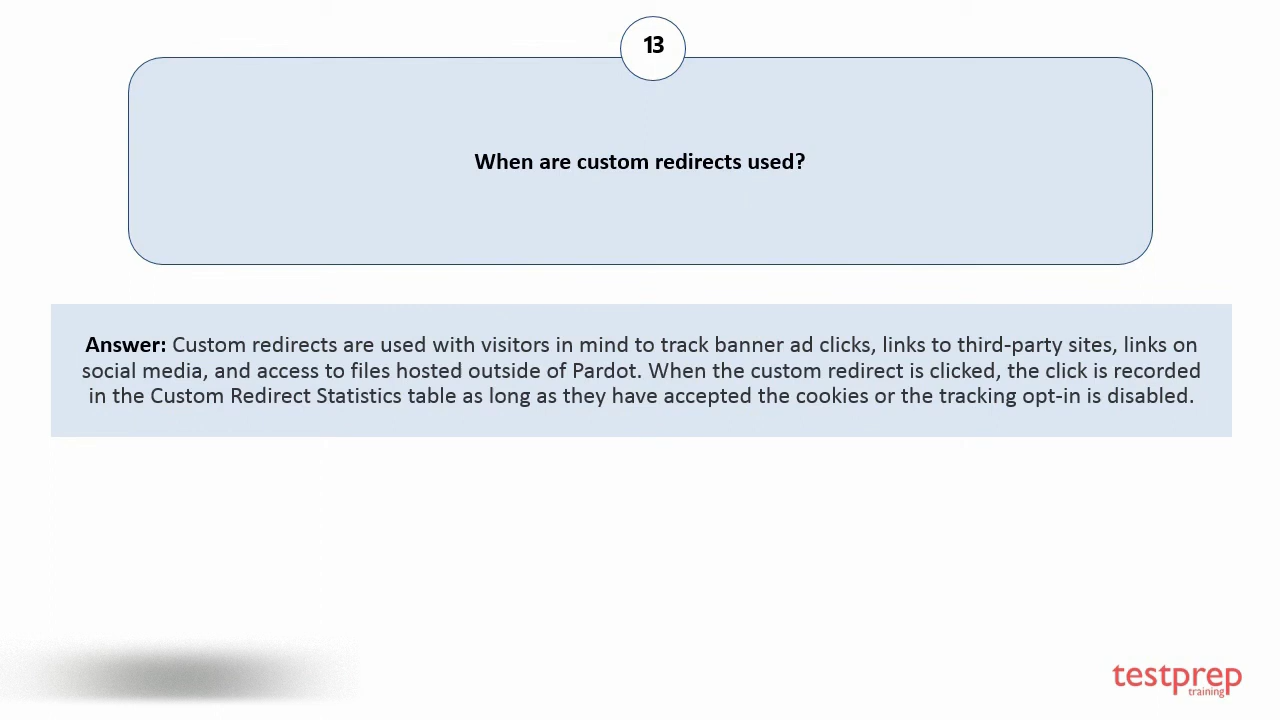 13
When are custom redirects used?
Answer: Custom redirects are used with visitors in mind to track banner ad clicks, links to third-party sites, links on
social media, and access to files hosted outside of Pardot. When the custom redirect is clicked, the click is recorded
in the Custom Redirect Statistics table as long as they have accepted the cookies or the tracking opt-in is disabled.
testprep
training